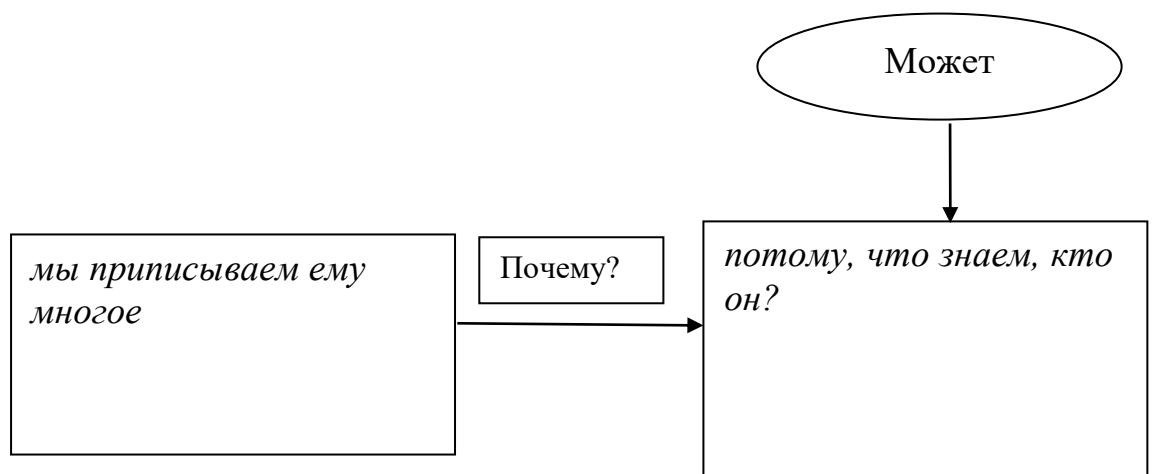 Может
мы приписываем ему
многое
Почему?
потому, что знаем, кто
он?